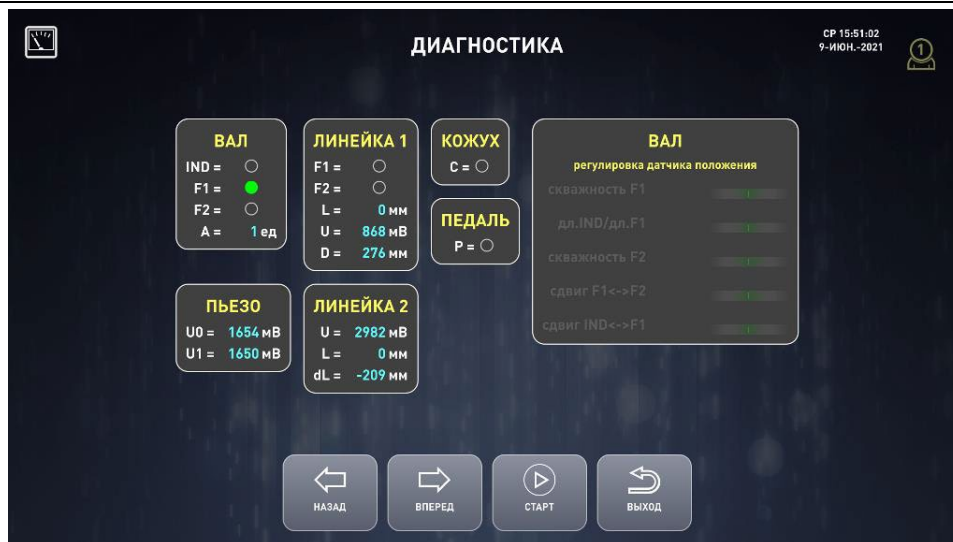 ДИАГНОСТИКА
СР 15:51:02
9-ИЮН.-2021
1
ВАЛ
IND =
F1 =
F2 =
A = 1 ед
ЛИНЕЙКА 1
F1 =
F2 =
L = 0 мм
U = 868 мВ
D = 276 мм
КОЖУХ
C =
ПЕДАЛЬ
P =
ВАЛ
регулировка датчика положения
скважность F1
дл.IND/дл.F1
скважность F2
сдвиг F1<->F2
сдвиг IND<->F1
ПЬЕЗО
U0 = 1654 мВ
U1 = 1650 мВ
ЛИНЕЙКА 2
U = 2982 мВ
L = 0 мм
dL = -209 мм
НАЗАД
ВПЕРЕД
СТАРТ
ВЫХОД